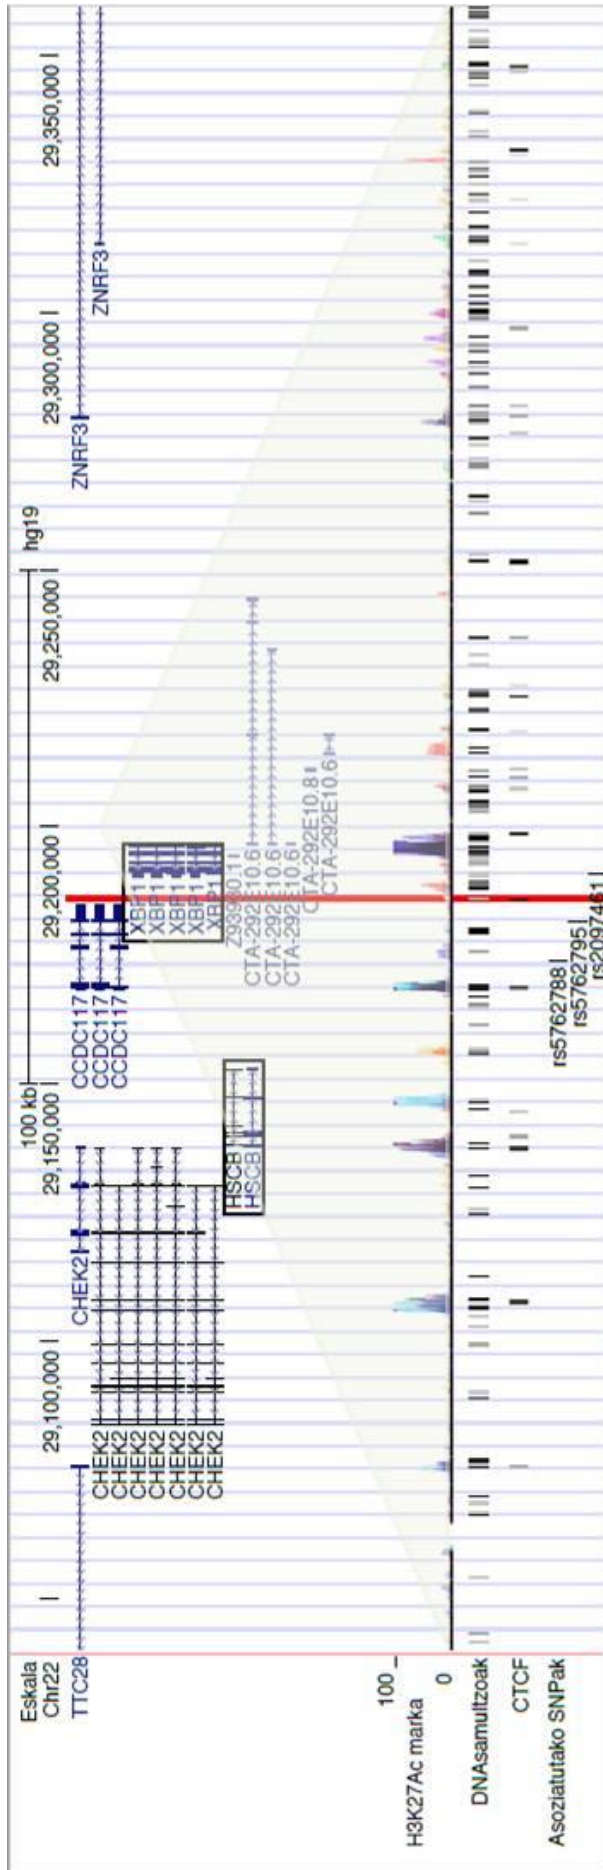 Eskala 100 kb hg19
Chr22 29,100,000 29,150,000 29,200,000 29,250,000 29,300,000 29,350,000
TTC28 CHEK2 CCDC117 ZNRF3
CHEK2 CCDC117 ZNRF3
CHEK2 CCDC117
CHEK2 XBP1
CHEK2 XBP1
CHEK2 XBP1
CHEK2 XBP1
CHEK2 XBP1
HSCB Z93930.1
HSCB CTA-292E10.6
CTA-292E10.6
CTA-292E10.6
CTA-292E10.8
CTA-292E10.6
100
H3K27Ac marka
0
DNAsamultzoak
CTCF
Asoziatutako SNPak rs5762788
rs5762795
rs2097461